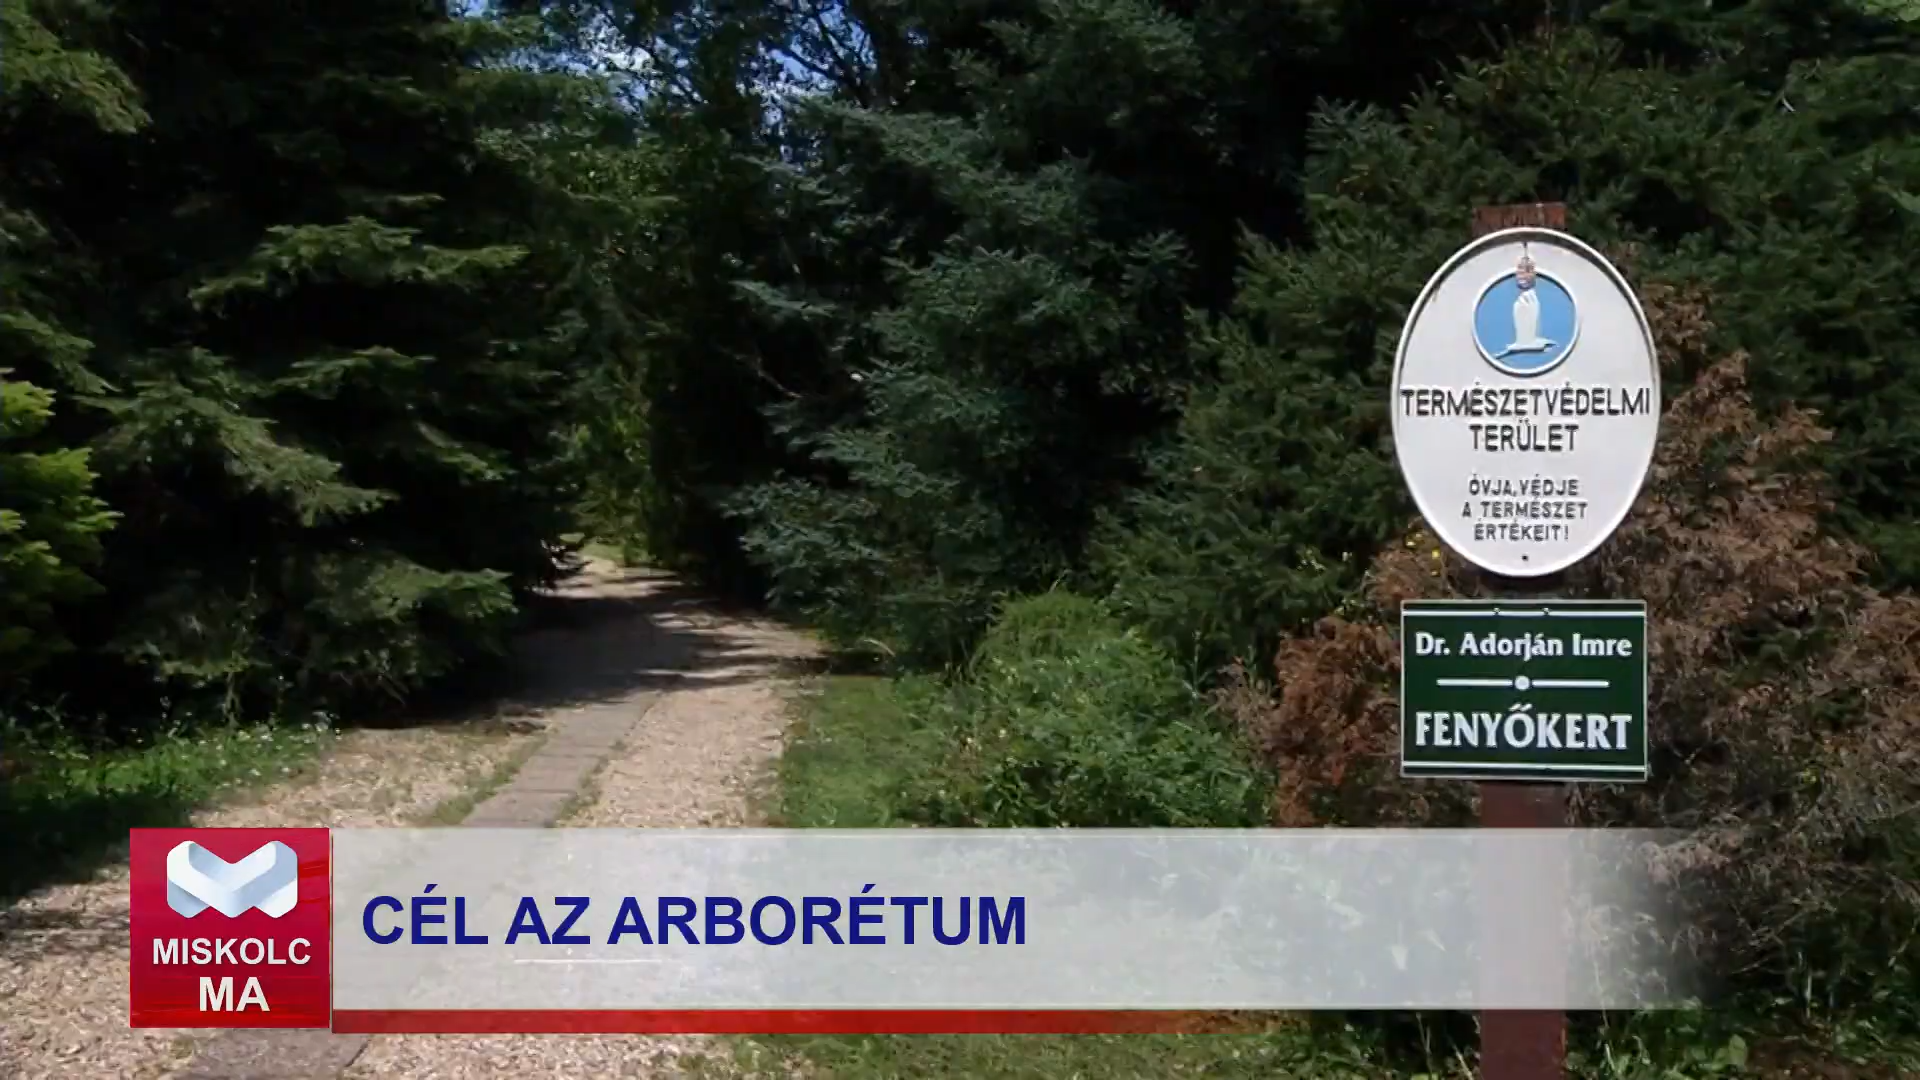 TERMÉSZETVÉDELMI
TERÜLET
ÓVJA, VÉDJE
A TERMÉSZET
ÉRTÉKEIT!
Dr. Adorján Imre
FENYŐKERT
MISKOLC
MA
CÉL AZ ARBORÉTUM